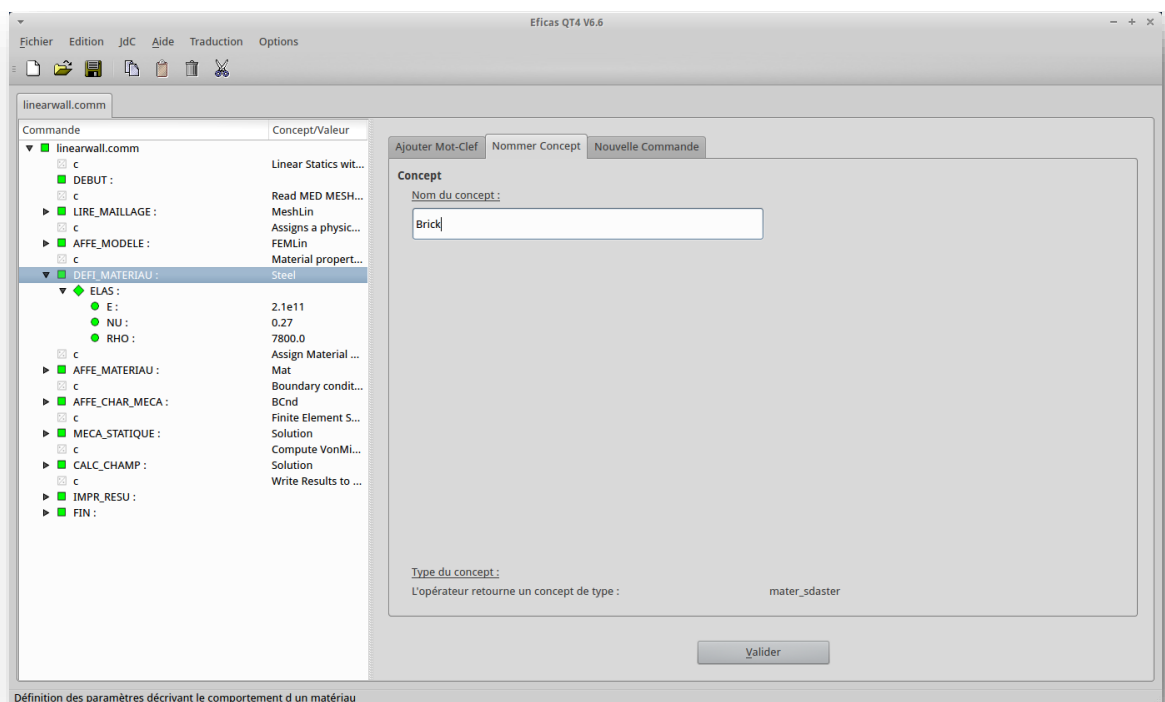 Eficas QT4 V6.6
Fichier Edition JdC Aide Traduction Options
linearwall.comm
Commande Concept/Valeur
linearwall.comm
c Linear Statics wit...
DEBUT :
c Read MED MESH...
LIRE_MAILLAGE : MeshLin
c Assigns a physic...
AFFE_MODELE : FEMLin
c Material propert...
DEFI_MATERIAU : Steel
ELAS :
E : 2.1e11
NU : 0.27
RHO : 7800.0
c Assign Material ...
AFFE_MATERIAU : Mat
c Boundary condit...
AFFE_CHAR_MECA : BCnd
c Finite Element S...
MECA_STATIQUE : Solution
c Compute VonMi...
CALC_CHAMP : Solution
c Write Results to ...
IMPR_RESU :
FIN :
Ajouter Mot-Clef Nommer Concept Nouvelle Commande
Concept
Nom du concept :
Brick
Type du concept :
L'opérateur retourne un concept de type : mater_sdaster
Valider
Définition des paramètres décrivant le comportement d un matériau